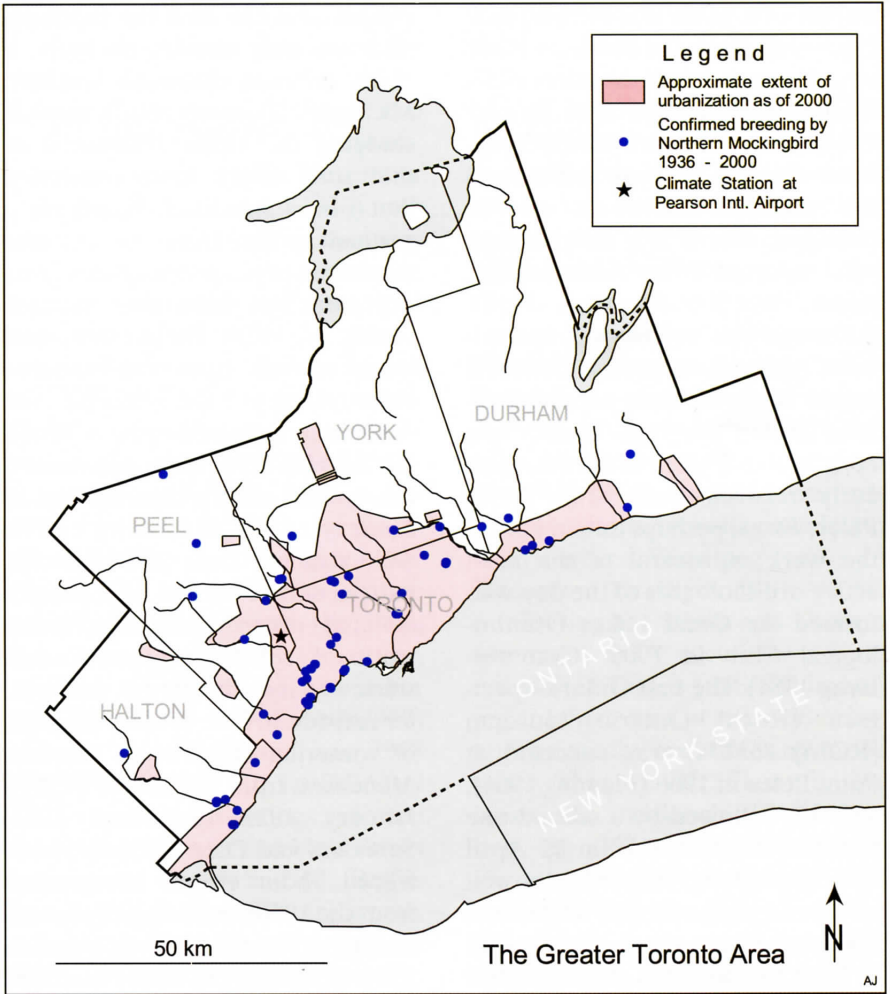 Legend
Approximate extent of
urbanization as of 2000
Confirmed breeding by
Northern Mockingbird
1936 - 2000
Climate Station at
Pearson Intl. Airport
DURHAM
YORK
PEEL
TORONTO
ONTARIO
NEW YORK STATE
HALTON
50 km
The Greater Toronto Area
N
AJ